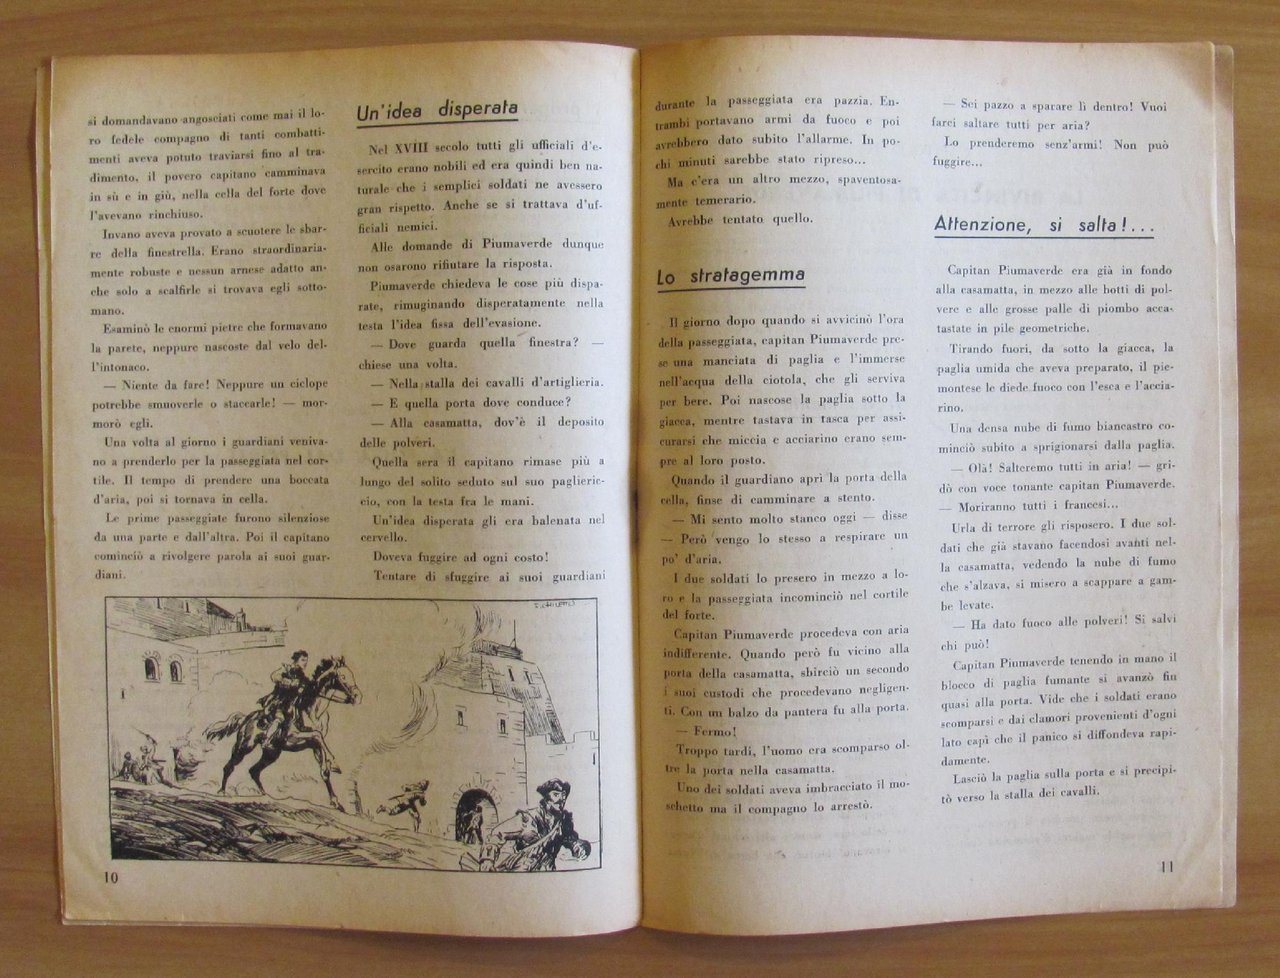 si domandavano angosciati come mai il lo-
ro fedele compagno di tanti combatti-
menti aveva potuto traviarsi fino al tra-
dimento, il povero capitano camminava
in sù e in giù, nella cella del forte dove
l'avevano rinchiuso.
Invano aveva provato a scuotere le sbar-
re della finestrella. Erano straordinaria-
mente robuste e nessun arnese adatto an-
che solo a scalfirle si trovava egli sotto-
mano.
Esaminò le enormi pietre che formavano
la parete, neppure nascoste dal velo del-
l'intonaco.
— Niente da fare! Neppure un ciclope
potrebbe smuoverle o staccarle! — mor-
morò egli.
Una volta al giorno i guardiani veniva-
no a prenderlo per la passeggiata nel cor-
tile. Il tempo di prendere una boccata
d'aria, poi si tornava in cella.
Le prime passeggiate furono silenziose
da una parte e dall'altra. Poi il capitano
cominciò a rivolgere parola ai suoi guar-
diani.
Un'idea disperata
Nel XVIII secolo tutti gli ufficiali d'e-
sercito erano nobili ed era quindi ben na-
turale che i semplici soldati ne avessero
gran rispetto. Anche se si trattava d'uf-
ficiali nemici.
Alle domande di Piumaverde dunque
non osarono rifiutare la risposta.
Piumaverde chiedeva le cose più dispa-
rate, rimuginando disperatamente nella
testa l'idea fissa dell'evasione.
— Dove guarda quella finestra? —
chiese una volta.
— Nella stalla dei cavalli d'artiglieria.
— E quella porta dove conduce?
— Alla casamatta, dov'è il deposito
delle polveri.
Quella sera il capitano rimase più a
lungo del solito seduto sul suo pagliericc-
cio, con la testa fra le mani.
Un'idea disperata gli era balenata nel
cervello.
Doveva fuggire ad ogni costo!
Tentare di sfuggire ai suoi guardiani
10
durante la passeggiata era pazzia. En-
trambi portavano armi da fuoco e poi
avrebbero dato subito l'allarme. In po-
chi minuti sarebbe stato ripreso...
Ma c'era un altro mezzo, spaventosa-
mente temerario.
Avrebbe tentato quello.
Lo stratagemma
Il giorno dopo quando si avvicinò l'ora
della passeggiata, capitan Piumaverde pre-
se una manciata di paglia e l'immerse
nell'acqua della ciotola, che gli serviva
per bere. Poi nascose la paglia sotto la
giacca, mentre tastava in tasca per assi-
curarsi che miccia e acciarino erano sem-
pre al loro posto.
Quando il guardiano aprì la porta della
cella, finse di camminare a stento.
— Mi sento molto stanco oggi — disse
— Però vengo lo stesso a respirare un
po' d'aria.
I due soldati lo presero in mezzo a lo-
ro e la passeggiata incominciò nel cortile
del forte.
Capitan Piumaverde procedeva con aria
indifferente. Quando però fu vicino alla
porta della casamatta, sbirciò un secondo
i suoi custodi che procedevano negligen-
ti. Con un balzo da pantera fu alla porta.
— Fermo!
Troppo tardi, l'uomo era scomparso ol-
tre la porta nella casamatta.
Uno dei soldati aveva imbracciato il mo-
schetto ma il compagno lo arrestò.
— Sei pazzo a sparare lì dentro! Vuoi
farci saltare tutti per aria?
Lo prenderemo senz'armi! Non può
fuggire...
Attenzione, si salta!...
Capitan Piumaverde era già in fondo
alla casamatta, in mezzo alle botti di pol-
vere e alle grosse palle di piombo acca-
tastate in pile geometriche.
Tirando fuori, da sotto la giacca, la
paglia umida che aveva preparato, il pie-
montese le diede fuoco con l'esca e l'accia-
rino.
Una densa nube di fumo biancastro co-
minciò subito a sprigionarsi dalla paglia.
— Olà! Salteremo tutti in aria! — gri-
dò con voce tonante capitan Piumaverde.
— Moriranno tutti i francesi...
Urla di terrore gli risposero. I due sol-
dati che già stavano facendosi avanti nel-
la casamatta, vedendo la nube di fumo
che s'alzava, si misero a scappare a gam-
be levate.
— Ha dato fuoco alle polveri! Si salvi
chi può!
Capitan Piumaverde tenendo in mano il
blocco di paglia fumante si avanzò fin
quasi alla porta. Vide che i soldati erano
scomparsi e dai clamori provenienti d'ogni
lato capì che il panico si diffondeva rapi-
damente.
Lasciò la paglia sulla porta e si precipi-
tò verso la stalla dei cavalli.
11